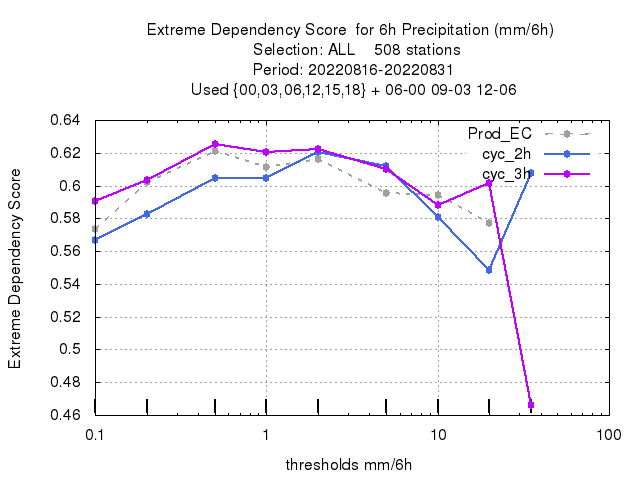 Extreme Dependency Score  for 6h Precipitation (mm/6h)
Selection: ALL    508 stations
Period: 20220816-20220831
Used {00,03,06,12,15,18} + 06-00 09-03 12-06
Prod_EC
cyc_2h
cyc_3h
0.64
0.62
0.6
0.58
0.56
0.54
0.52
0.5
0.48
0.46
Extreme Dependency Score
0.1
1
10
100
thresholds mm/6h